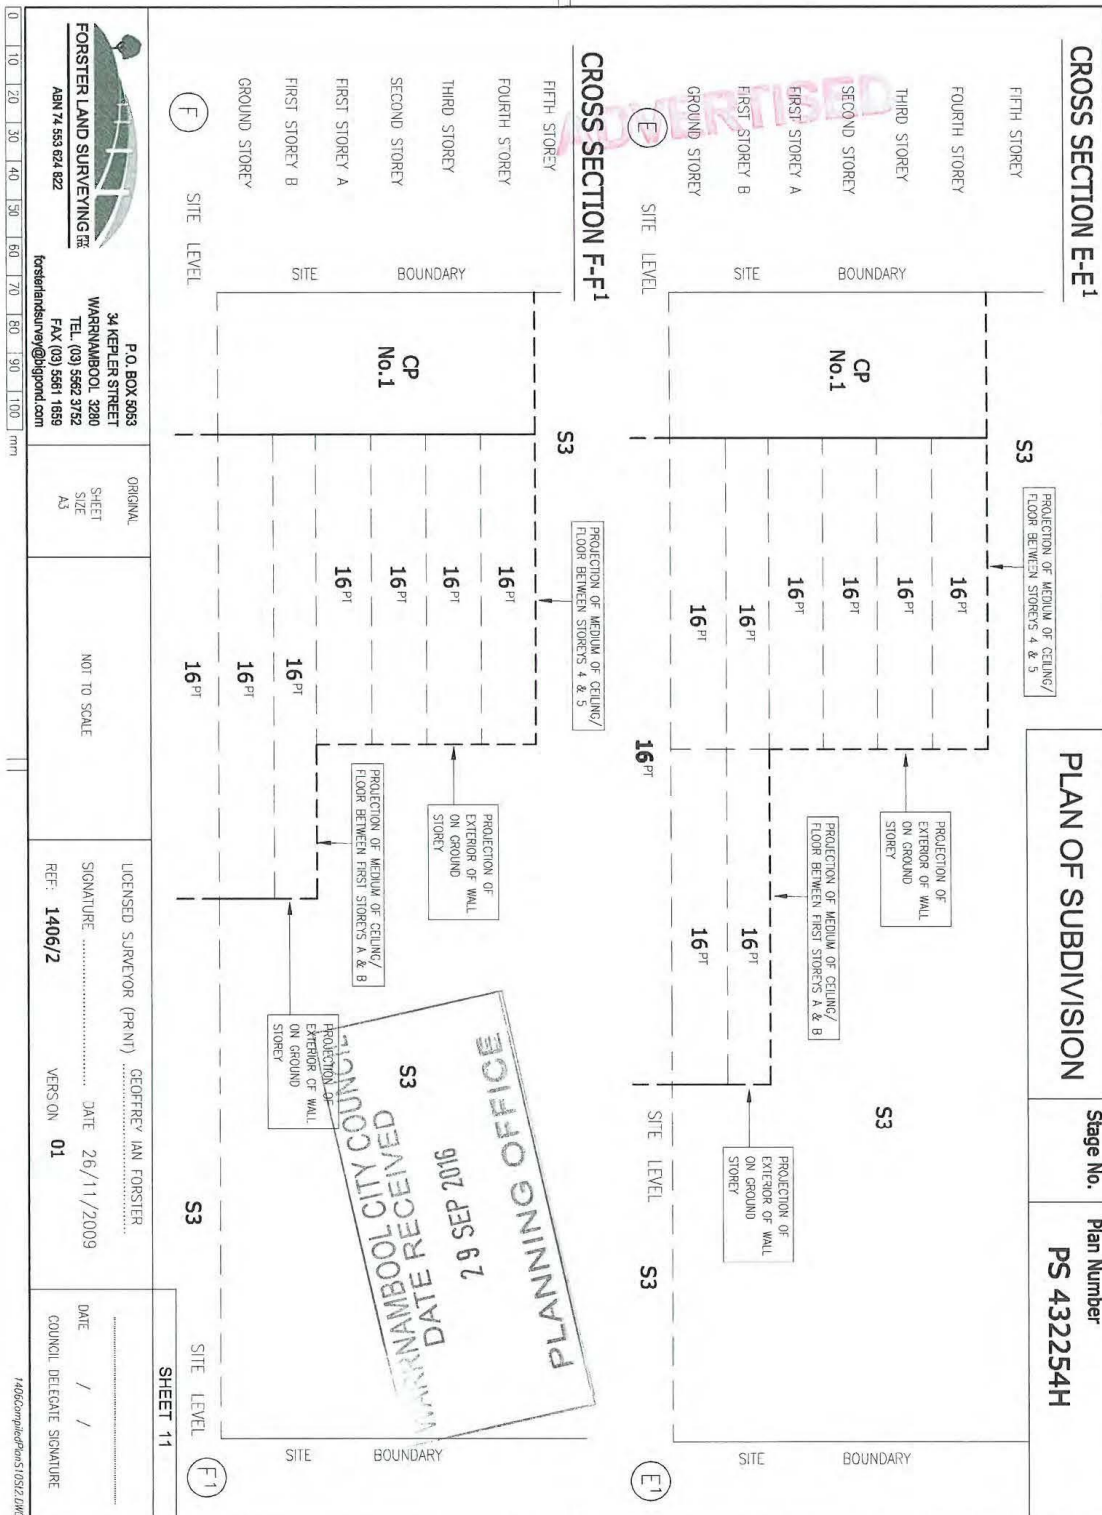 PLAN OF SUBDIVISION
Stage No.
Plan Number
PS 432254H
CROSS SECTION E-E1
FIFTH STOREY
FOURTH STOREY
THIRD STOREY
SECOND STOREY
FIRST STOREY A
FIRST STOREY B
GROUND STOREY
E
SITE LEVEL
ADVERTISED
SITE BOUNDARY
CP
No.1
S3
PROJECTION OF MEDIUM OF CEILING/
FLOOR BETWEEN STOREYS 4 & 5
16PT
16PT
16PT
16PT
16PT
16PT
16PT
16PT
16PT
PROJECTION OF
EXTERIOR OF WALL
ON GROUND
STOREY
PROJECTION OF MEDIUM OF CEILING/
FLOOR BETWEEN FIRST STOREYS A & B
S3
PROJECTION OF
EXTERIOR OF WALL
ON GROUND
STOREY
SITE LEVEL
S3
SITE BOUNDARY
E1
CROSS SECTION F-F1
FIFTH STOREY
FOURTH STOREY
THIRD STOREY
SECOND STOREY
FIRST STOREY A
FIRST STOREY B
GROUND STOREY
F
SITE LEVEL
SITE BOUNDARY
CP
No.1
S3
PROJECTION OF MEDIUM OF CEILING/
FLOOR BETWEEN STOREYS 4 & 5
16PT
16PT
16PT
16PT
16PT
16PT
16PT
PROJECTION OF
EXTERIOR OF WALL
ON GROUND
STOREY
PROJECTION OF MEDIUM OF CEILING/
FLOOR BETWEEN FIRST STOREYS A & B
PROJECTION OF
EXTERIOR OF WALL
ON GROUND
STOREY
S3
PLANNING OFFICE
29 SEP 2016
DATE RECEIVED
WARRNAMBOOL CITY COUNCIL
S3
SITE LEVEL
SITE BOUNDARY
F1
SHEET 11
FORSTER LAND SURVEYING PTY LTD
ABN 74 553 624 822
P.O. BOX 5053
34 KEPLER STREET
WARRNAMBOOL 3280
TEL. (03) 5562 3752
FAX (03) 5561 1659
forsterlandsurvey@bigpond.com
ORIGINAL
SHEET
SIZE
A3
NOT TO SCALE
LICENSED SURVEYOR (PRINT) GEOFFREY IAN FORSTER
SIGNATURE DATE 26/11/2009
REF: 1406/2 VERSION 01
DATE / /
COUNCIL DELEGATE SIGNATURE
0 10 20 30 40 50 60 70 80 90 100 mm